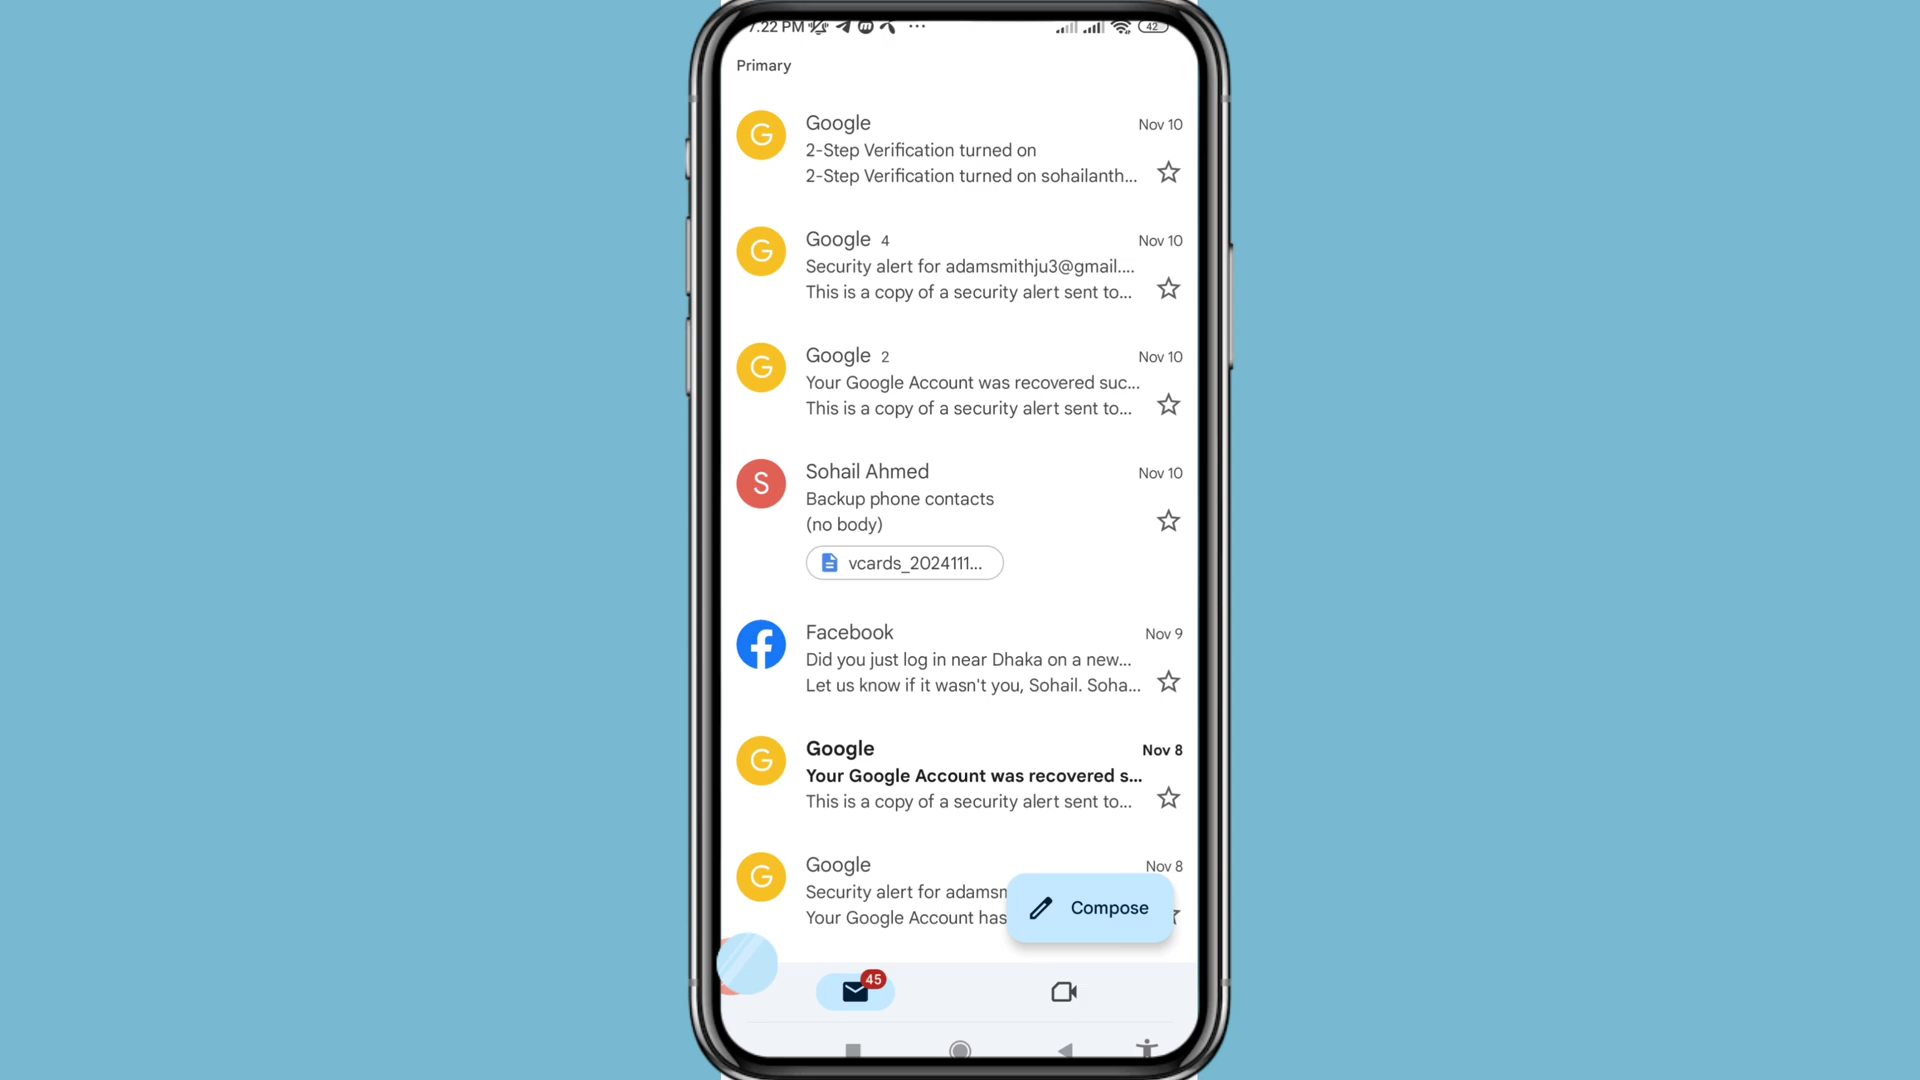 7:22 PM
42
Primary
G
Google
Nov 10
2-Step Verification turned on
2-Step Verification turned on sohailanth...
G
Google 4
Nov 10
Security alert for adamsmithju3@gmail....
This is a copy of a security alert sent to...
G
Google 2
Nov 10
Your Google Account was recovered suc...
This is a copy of a security alert sent to...
S
Sohail Ahmed
Nov 10
Backup phone contacts
(no body)
vcards_2024111...
Facebook
Nov 9
Did you just log in near Dhaka on a new...
Let us know if it wasn't you, Sohail. Soha...
G
Google
Nov 8
Your Google Account was recovered s...
This is a copy of a security alert sent to...
G
Google
Nov 8
Security alert for adamsm
Your Google Account has
Compose
45